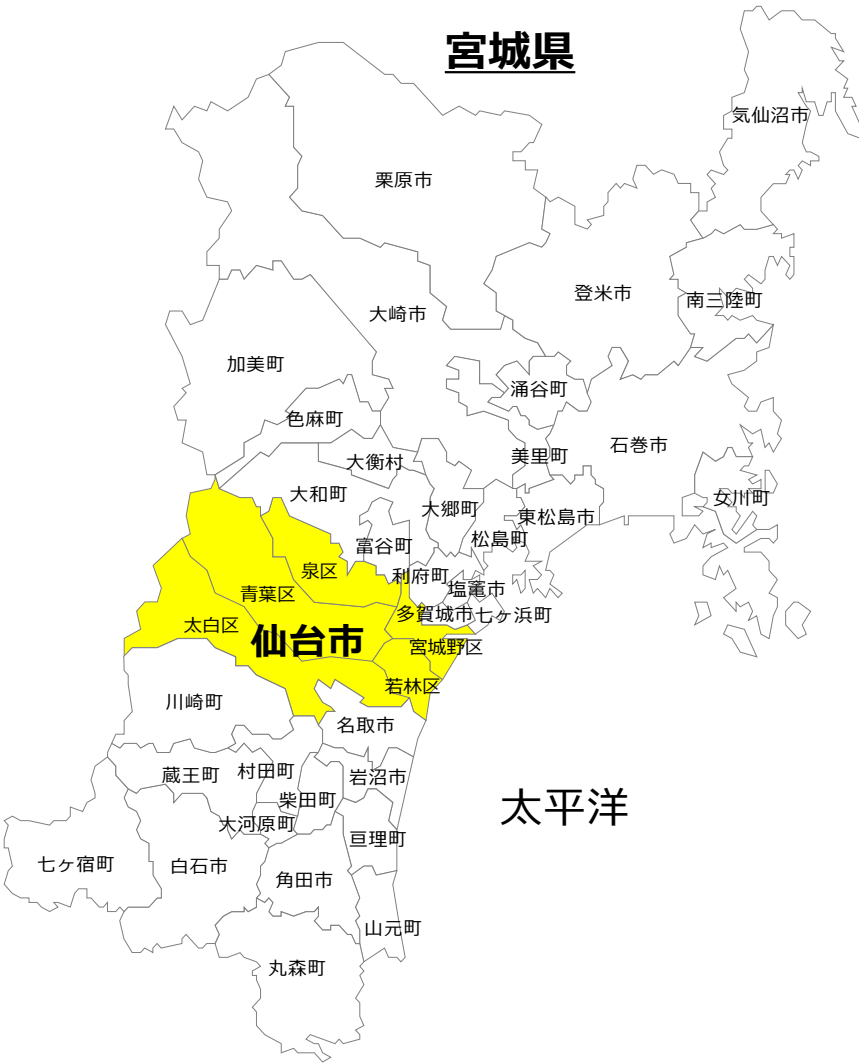 宮城県
気仙沼市
栗原市
登米市
南三陸町
大崎市
加美町
涌谷町
色麻町
石巻市
美里町
大衡村
大和町
女川町
大郷町
東松島市
松島町
富谷町
泉区
利府町
塩竈市
青葉区
多賀城市
七ヶ浜町
太白区
仙台市
宮城野区
若林区
川崎町
名取市
村田町
蔵王町
岩沼市
柴田町
太平洋
大河原町
亘理町
七ヶ宿町
白石市
角田市
山元町
丸森町